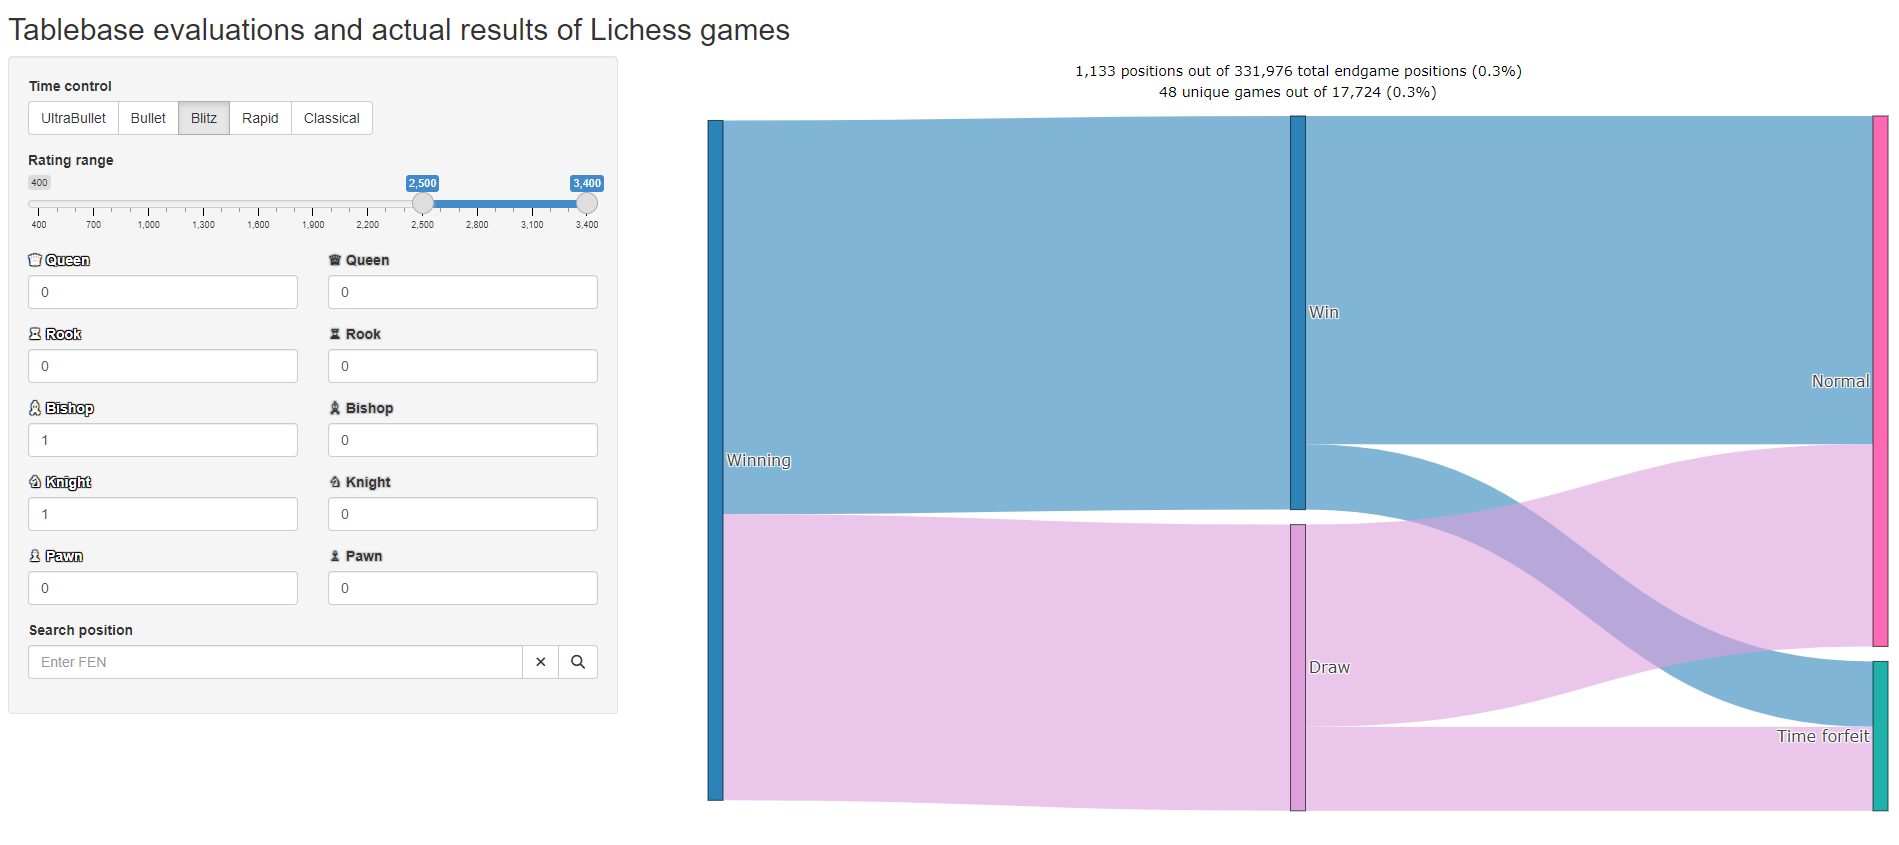 Tablebase evaluations and actual results of Lichess games
Time control
UltraBullet Bullet Blitz Rapid Classical
Rating range
400 2,500 3,400
400 700 1,000 1,300 1,600 1,900 2,200 2,500 2,800 3,100 3,400
Queen Queen
0 0
Rook Rook
0 0
Bishop Bishop
1 0
Knight Knight
1 0
Pawn Pawn
0 0
Search position
Enter FEN
1,133 positions out of 331,976 total endgame positions (0.3%)
48 unique games out of 17,724 (0.3%)
Winning
Win
Draw
Normal
Time forfeit